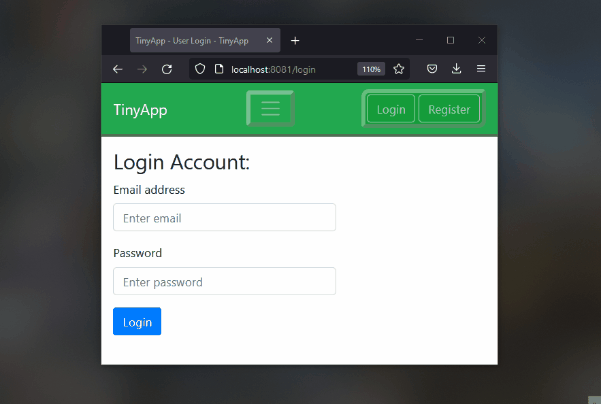 TinyApp - User Login - TinyApp
localhost:8081/login
110%
TinyApp
Login
Register
Login Account:
Email address
Enter email
Password
Enter password
Login